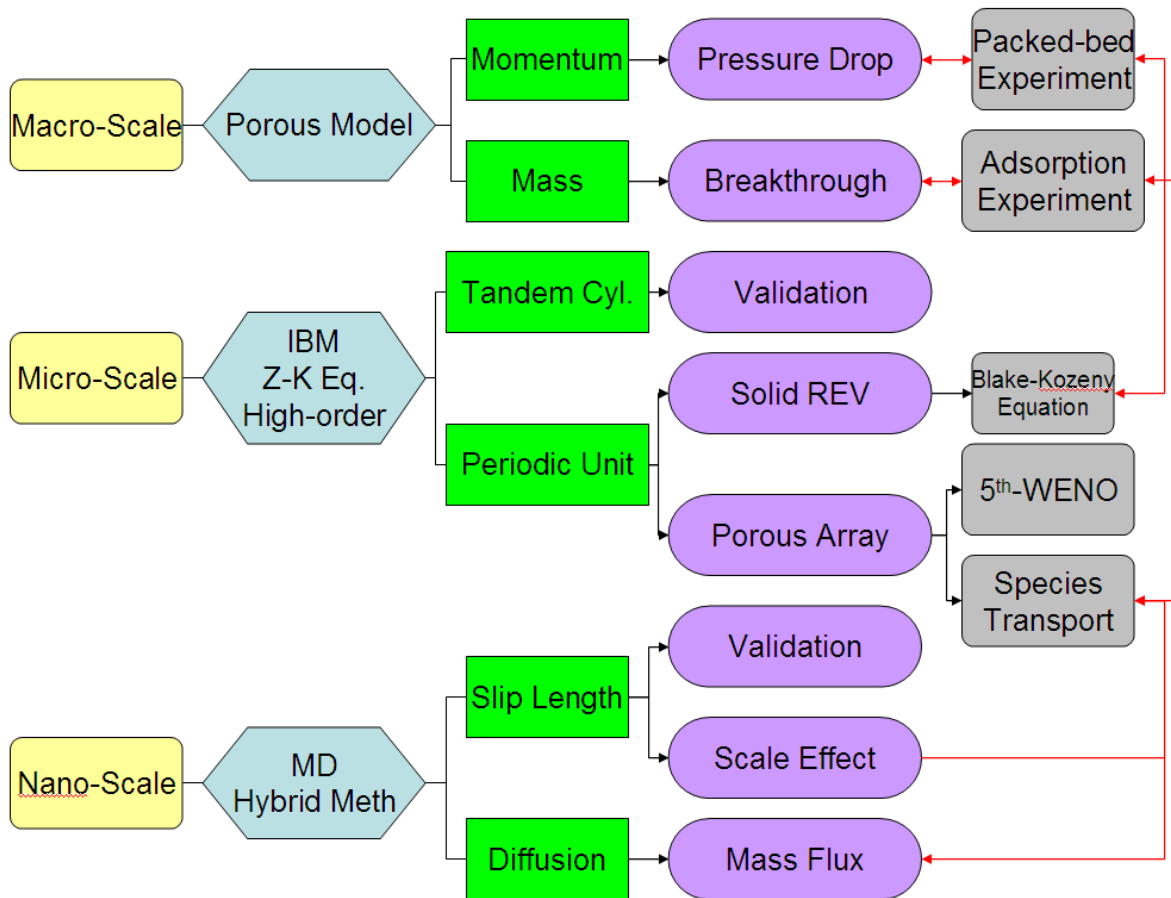 Macro-Scale
Porous Model
Momentum
Pressure Drop
Packed-bed
Experiment
Mass
Breakthrough
Adsorption
Experiment
Micro-Scale
IBM
Z-K Eq.
High-order
Tandem Cyl.
Validation
Periodic Unit
Solid REV
Blake-Kozeny
Equation
Porous Array
5th-WENO
Species
Transport
Nano-Scale
MD
Hybrid Meth
Slip Length
Validation
Scale Effect
Diffusion
Mass Flux